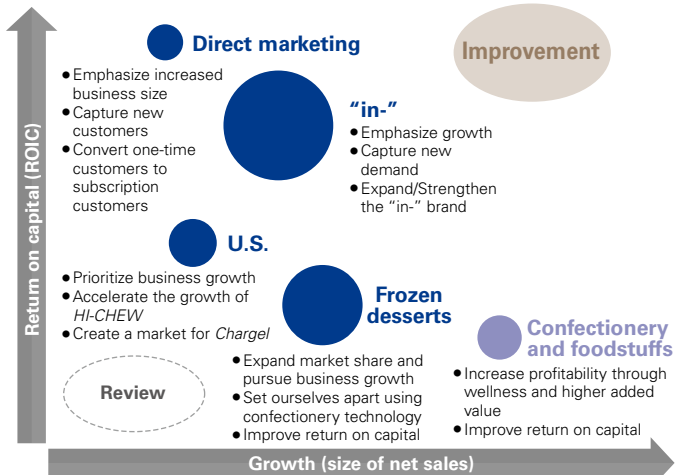 Direct marketing
• Emphasize increased
business size
• Capture new
customers
• Convert one-time
customers to
subscription
customers
Improvement
“in-”
• Emphasize growth
• Capture new
demand
• Expand/Strengthen
the “in-” brand
U.S.
• Prioritize business growth
• Accelerate the growth of
HI-CHEW
• Create a market for Chargel
Frozen
desserts
• Expand market share and
pursue business growth
• Set ourselves apart using
confectionery technology
• Improve return on capital
Confectionery
and foodstuffs
• Increase profitability through
wellness and higher added
value
• Improve return on capital
Review
Return on capital (ROIC)
Growth (size of net sales)